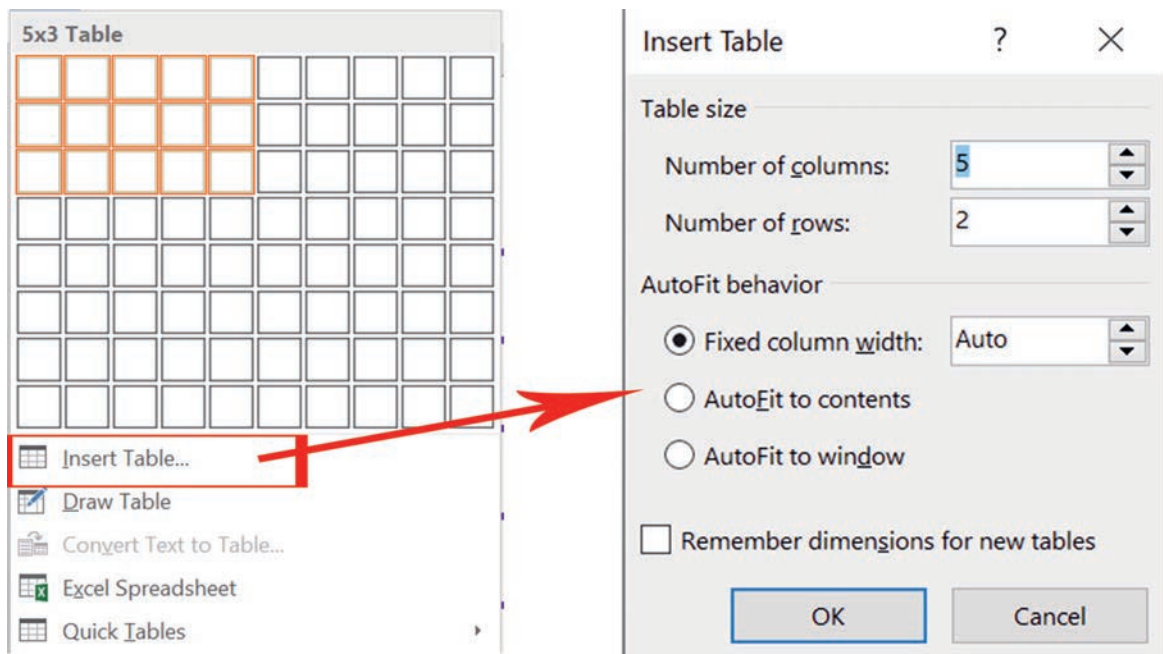 5x3 Table
Insert Table...
Draw Table
Convert Text to Table...
Excel Spreadsheet
Quick Tables
Insert Table ?
Table size
Number of columns: 5
Number of rows: 2
AutoFit behavior
Fixed column width: Auto
AutoFit to contents
AutoFit to window
Remember dimensions for new tables
OK Cancel